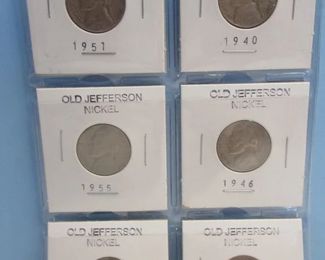 1951
1940
OLD JEFFERSON
NICKEL
OLD JEFFERSON
NICKEL
1955
1946
OLD JEFFERSON
NICKEL
OLD JEFFERSON
NICKEL